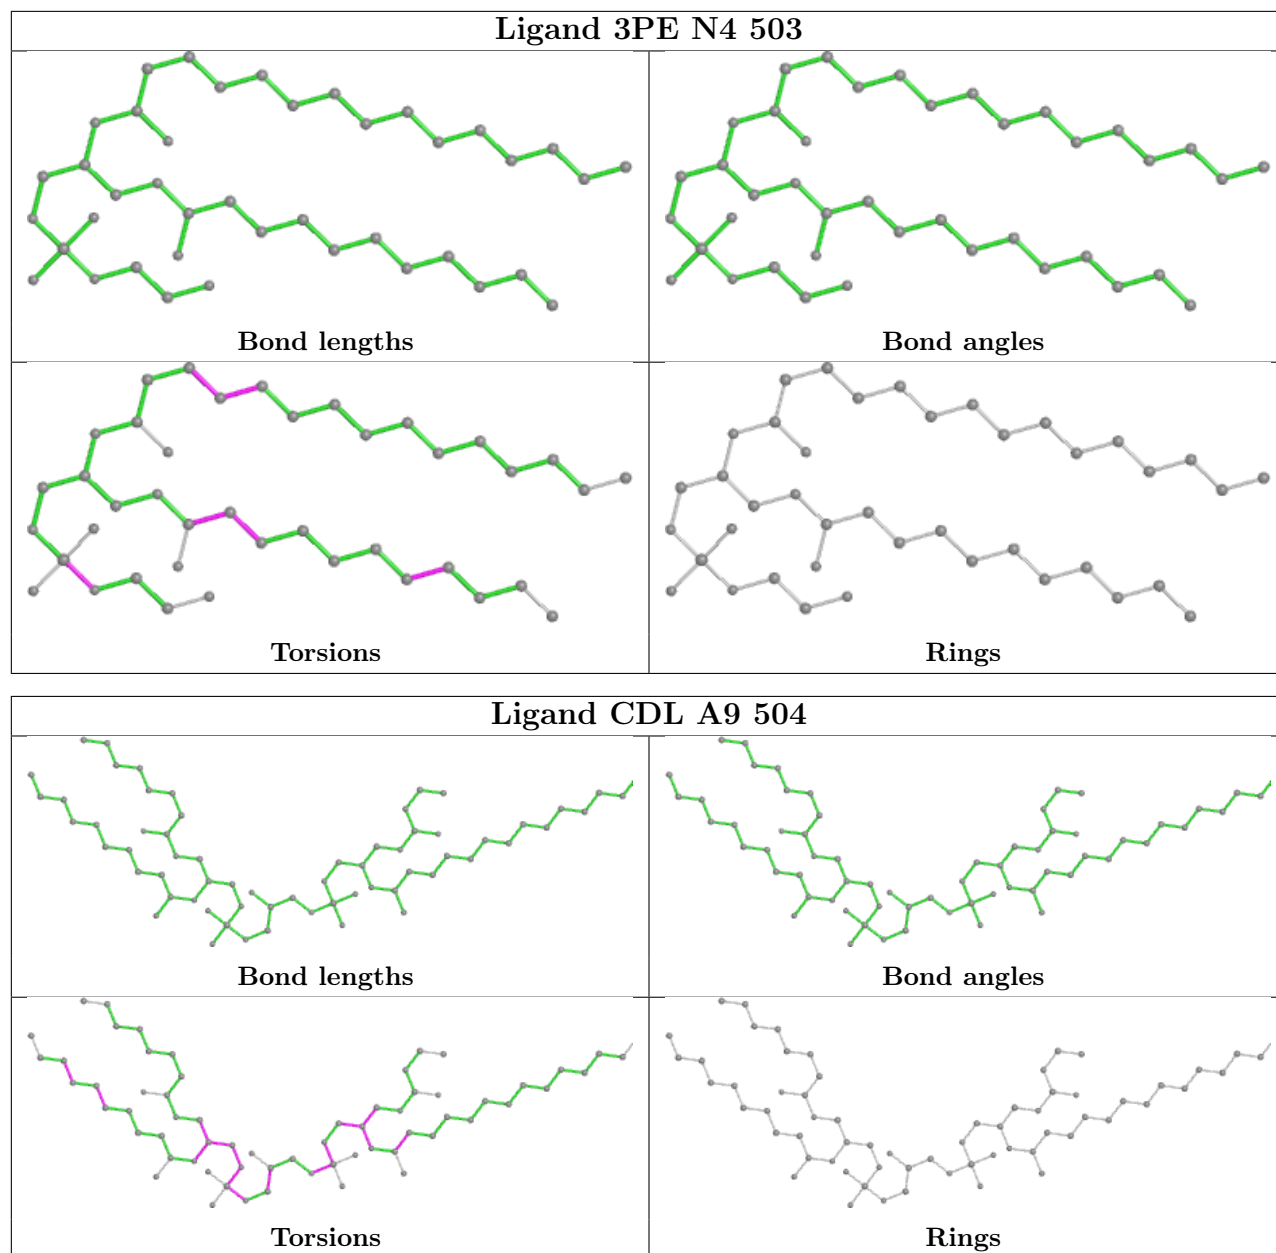 Ligand 3PE N4 503
Bond lengths
Bond angles
Torsions
Rings
Ligand CDL A9 504
Bond lengths
Bond angles
Torsions
Rings